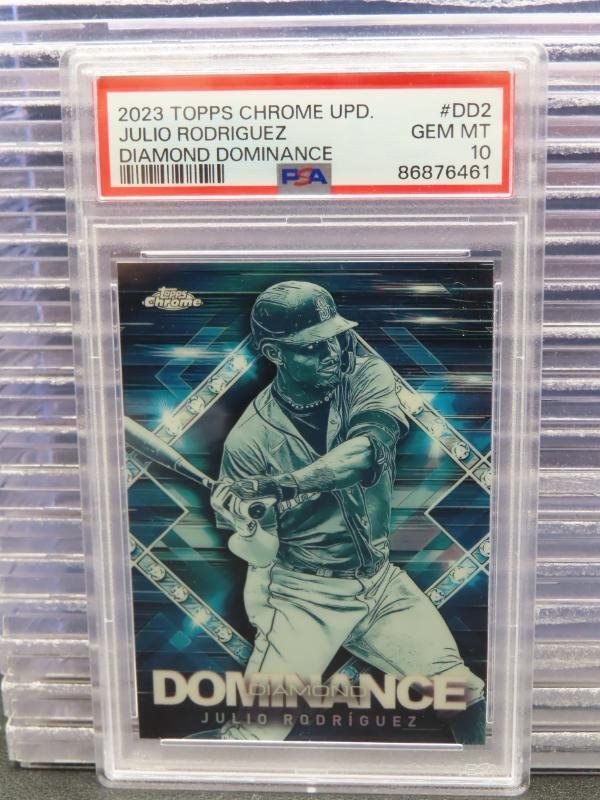 2023 TOPPS CHROME UPD. #DD2
JULIO RODRIGUEZ GEM MT
DIAMOND DOMINANCE 10
PSA 86876461
topps
Chrome
S
DOMINANCE
DIAMOND
JULIO RODRÍGUEZ